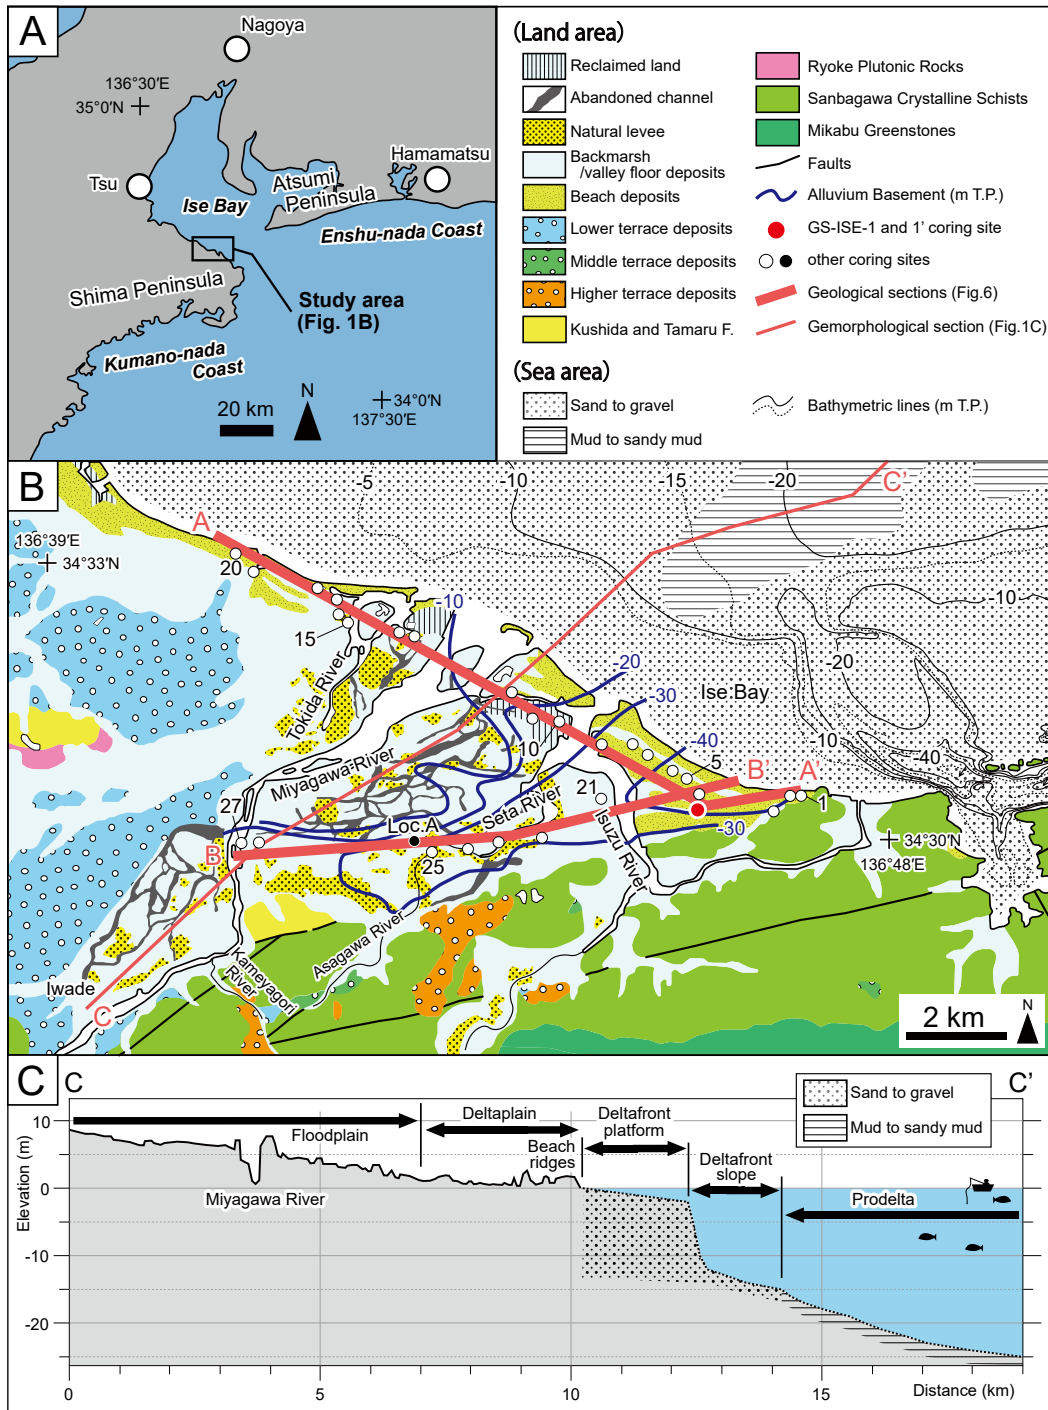 A
Nagoya
136°30′E
35°0′N
Hamamatsu
Tsu
Atsumi
Peninsula
Ise Bay
Enshu-nada Coast
Shima Peninsula
Study area
(Fig. 1B)
Kumano-nada
Coast
20 km
N
34°0′N
137°30′E
(Land area)
Reclaimed land
Abandoned channel
Natural levee
Backmarsh
/valley floor deposits
Beach deposits
Lower terrace deposits
Middle terrace deposits
Higher terrace deposits
Kushida and Tamaru F.
Ryoke Plutonic Rocks
Sanbagawa Crystalline Schists
Mikabu Greenstones
Faults
Alluvium Basement (m T.P.)
GS-ISE-1 and 1’ coring site
other coring sites
Geological sections (Fig.6)
Gemorphological section (Fig.1C)
(Sea area)
Sand to gravel
Mud to sandy mud
Bathymetric lines (m T.P.)
B
-5
-10
-15
-20
C’
A
136°39′E
34°33′N
20
-10
-10
15
-20
-20
Tokida River
-30
Ise Bay
Miyagawa River
10
-40
-10
-40
5
B’
A’
27
21
Seta River
1
Loc.A
-30
B
25
Isuzu River
34°30′N
136°48′E
Asagawa River
Iwade
Kameyagori
River
C
2 km
N
C
C
C’
Sand to gravel
Mud to sandy mud
10
Deltaplain
Deltafront
platform
Floodplain
Beach
ridges
Deltafront
slope
Elevation (m)
0
Miyagawa River
Prodelta
-10
-20
0
5
10
15
Distance (km)